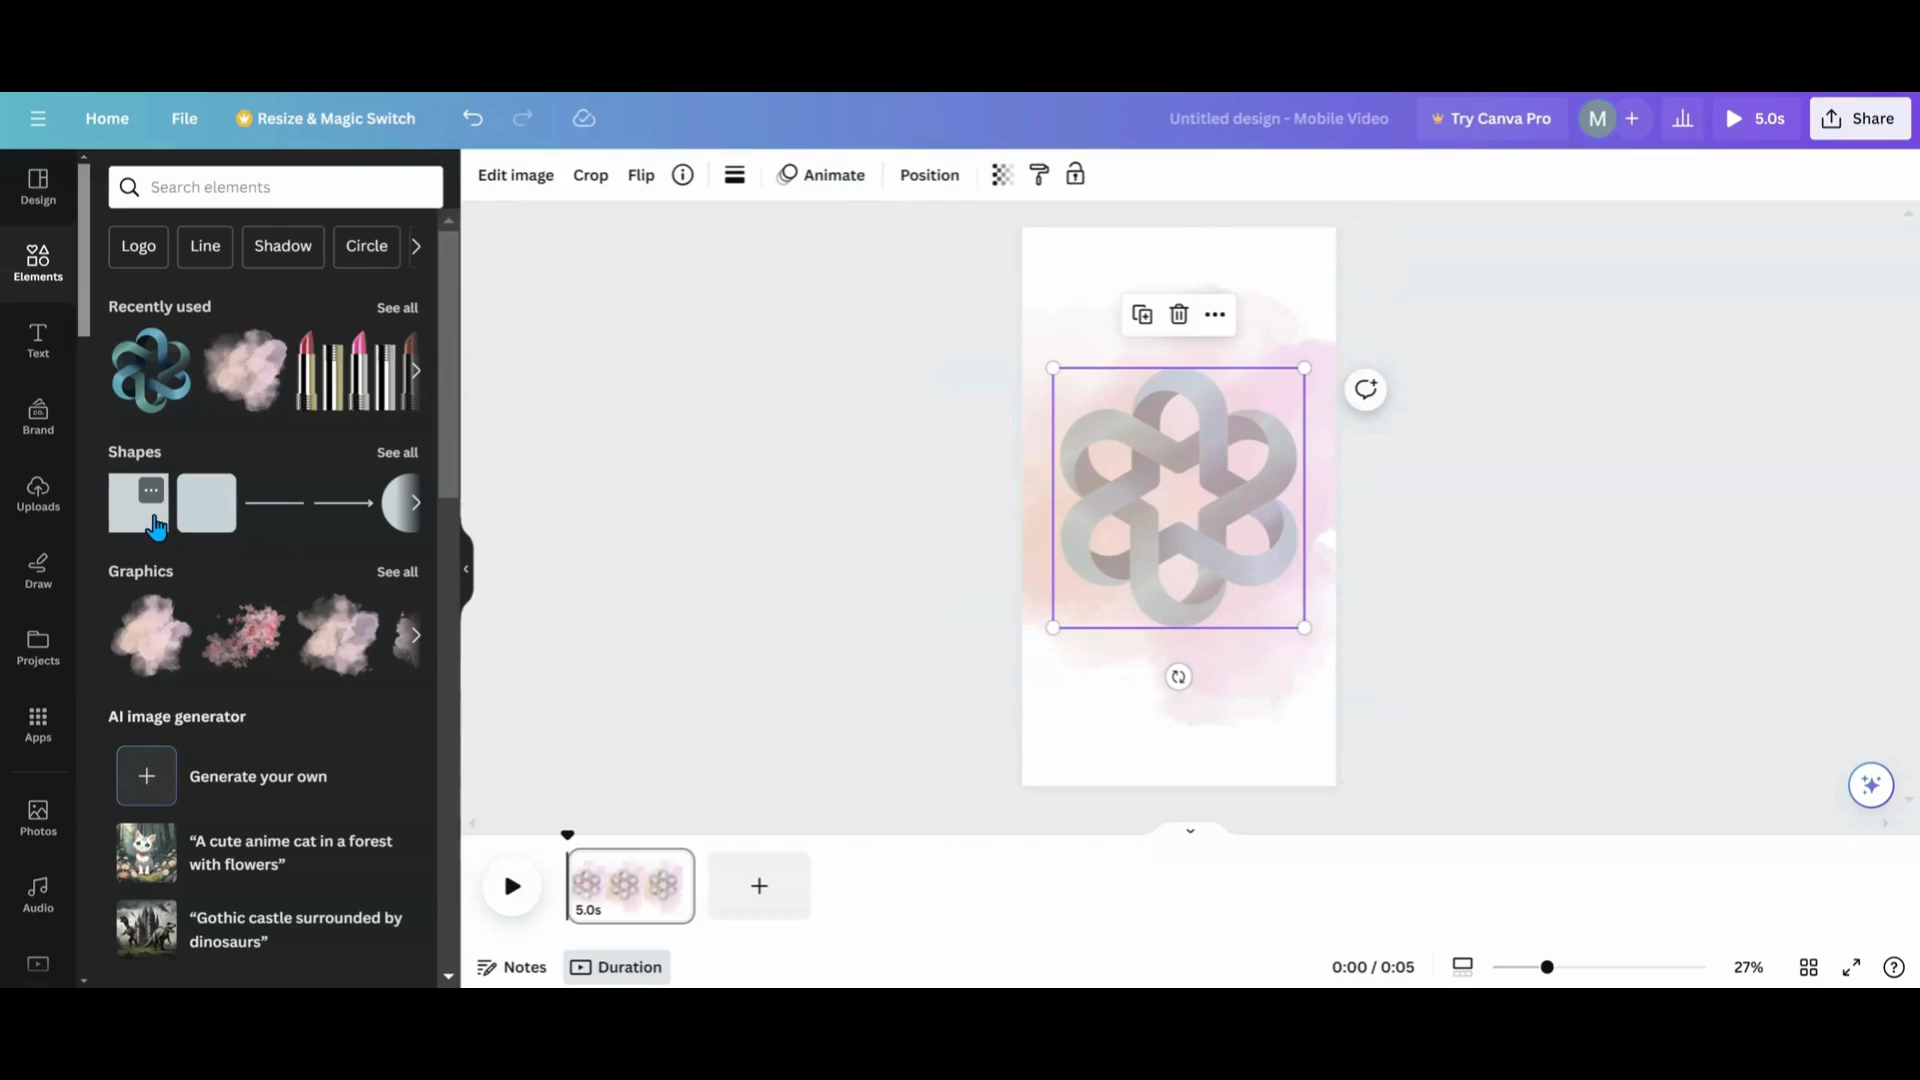 Home File Resize & Magic Switch Untitled design - Mobile Video Try Canva Pro M + 5.0s Share
Design
Elements
Text
CO.
Brand
Uploads
Draw
Projects
Apps
Photos
Audio
Search elements
Logo Line Shadow Circle
Recently used See all
Shapes See all
Graphics See all
AI image generator
Generate your own
“A cute anime cat in a forest
with flowers”
“Gothic castle surrounded by
dinosaurs”
Edit image Crop Flip Animate Position
5.0s
Notes Duration 0:00 / 0:05 27%